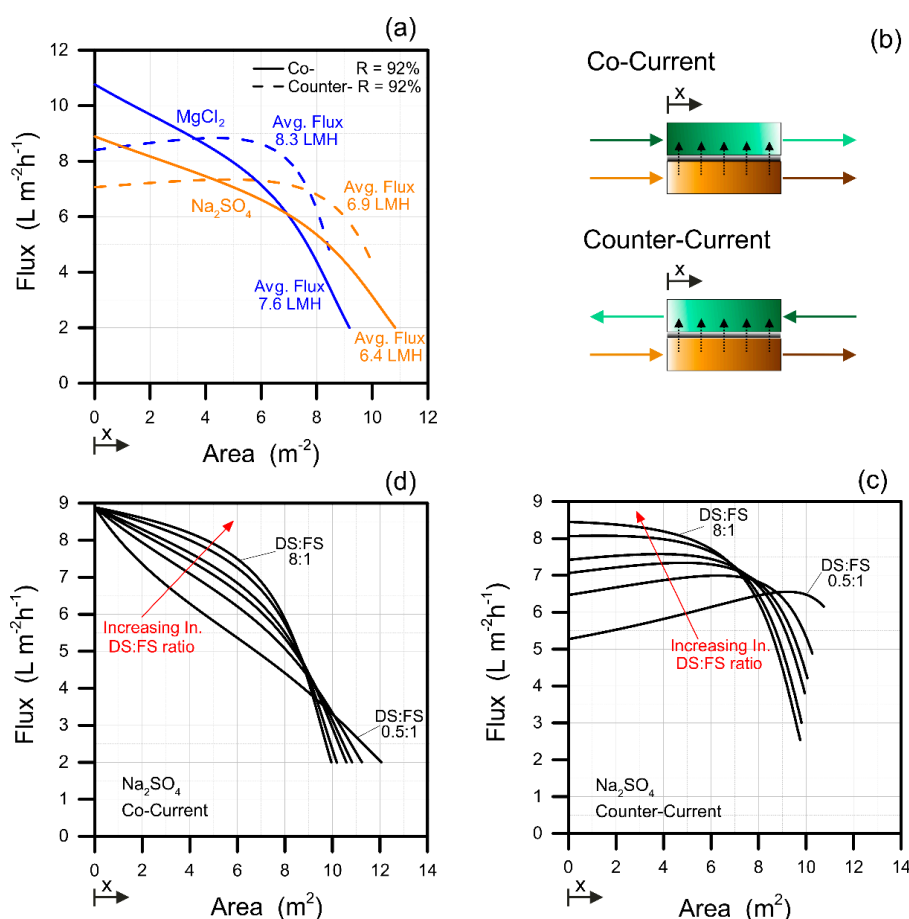 (a)
12
10
8
6
4
2
0
Flux (L m⁻²h⁻¹)
Co- R = 92%
Counter- R = 92%
MgCl₂
Avg. Flux
8.3 LMH
Avg. Flux
6.9 LMH
Na₂SO₄
Avg. Flux
7.6 LMH
Avg. Flux
6.4 LMH
0 2 4 6 8 10 12
x
Area (m⁻²)
(b)
Co-Current
x
Counter-Current
x
(d)
9
8
7
6
5
4
3
2
1
0
Flux (L m⁻²h⁻¹)
DS:FS
8:1
Increasing In.
DS:FS ratio
DS:FS
0.5:1
Na₂SO₄
Co-Current
0 2 4 6 8 10 12 14
x
Area (m²)
(c)
9
8
7
6
5
4
3
2
1
0
Flux (L m⁻²h⁻¹)
DS:FS
8:1
DS:FS
0.5:1
Increasing In.
DS:FS ratio
Na₂SO₄
Counter-Current
0 2 4 6 8 10 12 14
x
Area (m²)